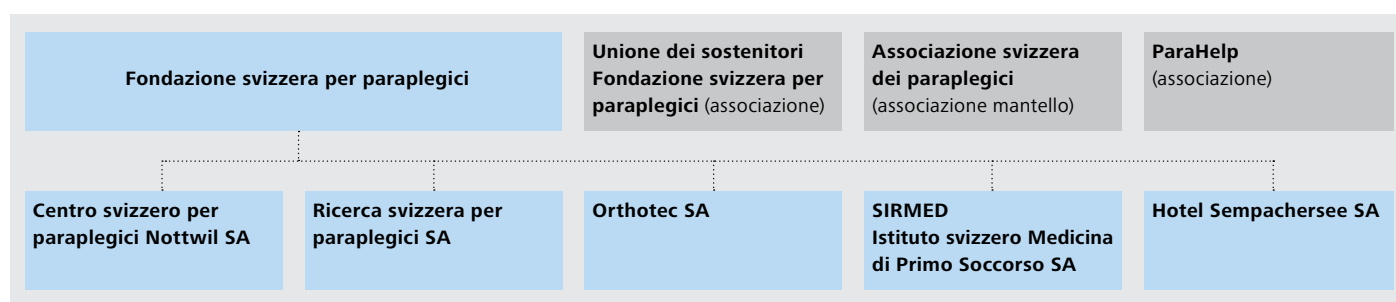 Fondazione svizzera per paraplegici
Unione dei sostenitori
Fondazione svizzera per
paraplegici (associazione)
Associazione svizzera
dei paraplegici
(associazione mantello)
ParaHelp
(associazione)
Centro svizzero per
paraplegici Nottwil SA
Ricerca svizzera per
paraplegici SA
Orthotec SA
SIRMED
Istituto svizzero Medicina
di Primo Soccorso SA
Hotel Sempachersee SA